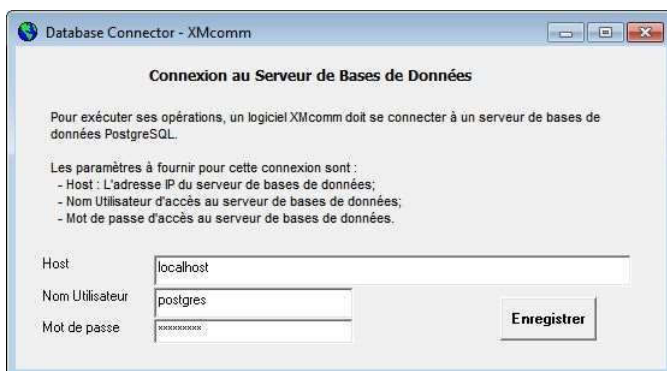 Database Connector - XMcomm
Connexion au Serveur de Bases de Données
Pour exécuter ses opérations, un logiciel XMcomm doit se connecter à un serveur de bases de
données PostgreSQL.
Les paramètres à fournir pour cette connexion sont :
- Host : L'adresse IP du serveur de bases de données;
- Nom Utilisateur d'accès au serveur de bases de données;
- Mot de passe d'accès au serveur de bases de données.
Host localhost
Nom Utilisateur postgres
Mot de passe *********
Enregistrer